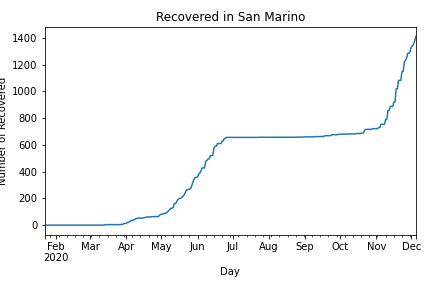 Recovered in San Marino
Number of Recovered
1400
1200
1000
800
600
400
200
0
Feb Mar Apr May Jun Jul Aug Sep Oct Nov Dec
2020
Day